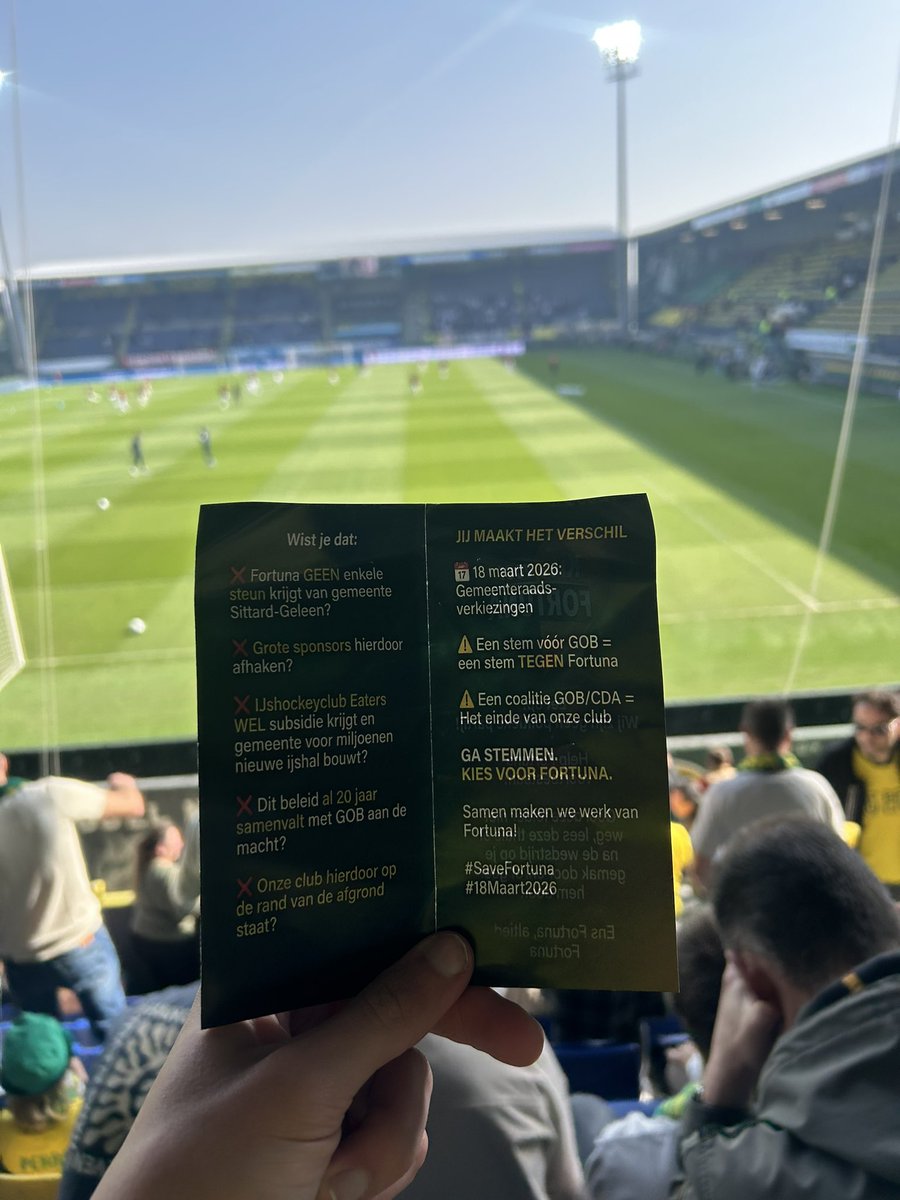 Wist je dat:
❌ Fortuna GEEN enkele
steun krijgt van gemeente
Sittard-Geleen?
❌ Grote sponsors hierdoor
afhaken?
❌ IJshockeyclub Eaters
WEL subsidie krijgt en
gemeente voor miljoenen
nieuwe ijshal bouwt?
❌ Dit beleid al 20 jaar
samenvalt met GOB aan de
macht?
❌ Onze club hierdoor op
de rand van de afgrond
staat?
JIJ MAAKT HET VERSCHIL
📅 18 maart 2026:
Gemeenteraads-
verkiezingen
⚠️ Een stem vóór GOB =
een stem TEGEN Fortuna
⚠️ Een coalitie GOB/CDA =
Het einde van onze club
GA STEMMEN.
KIES VOOR FORTUNA.
Samen maken we werk van
Fortuna!
#SaveFortuna
#18Maart2026